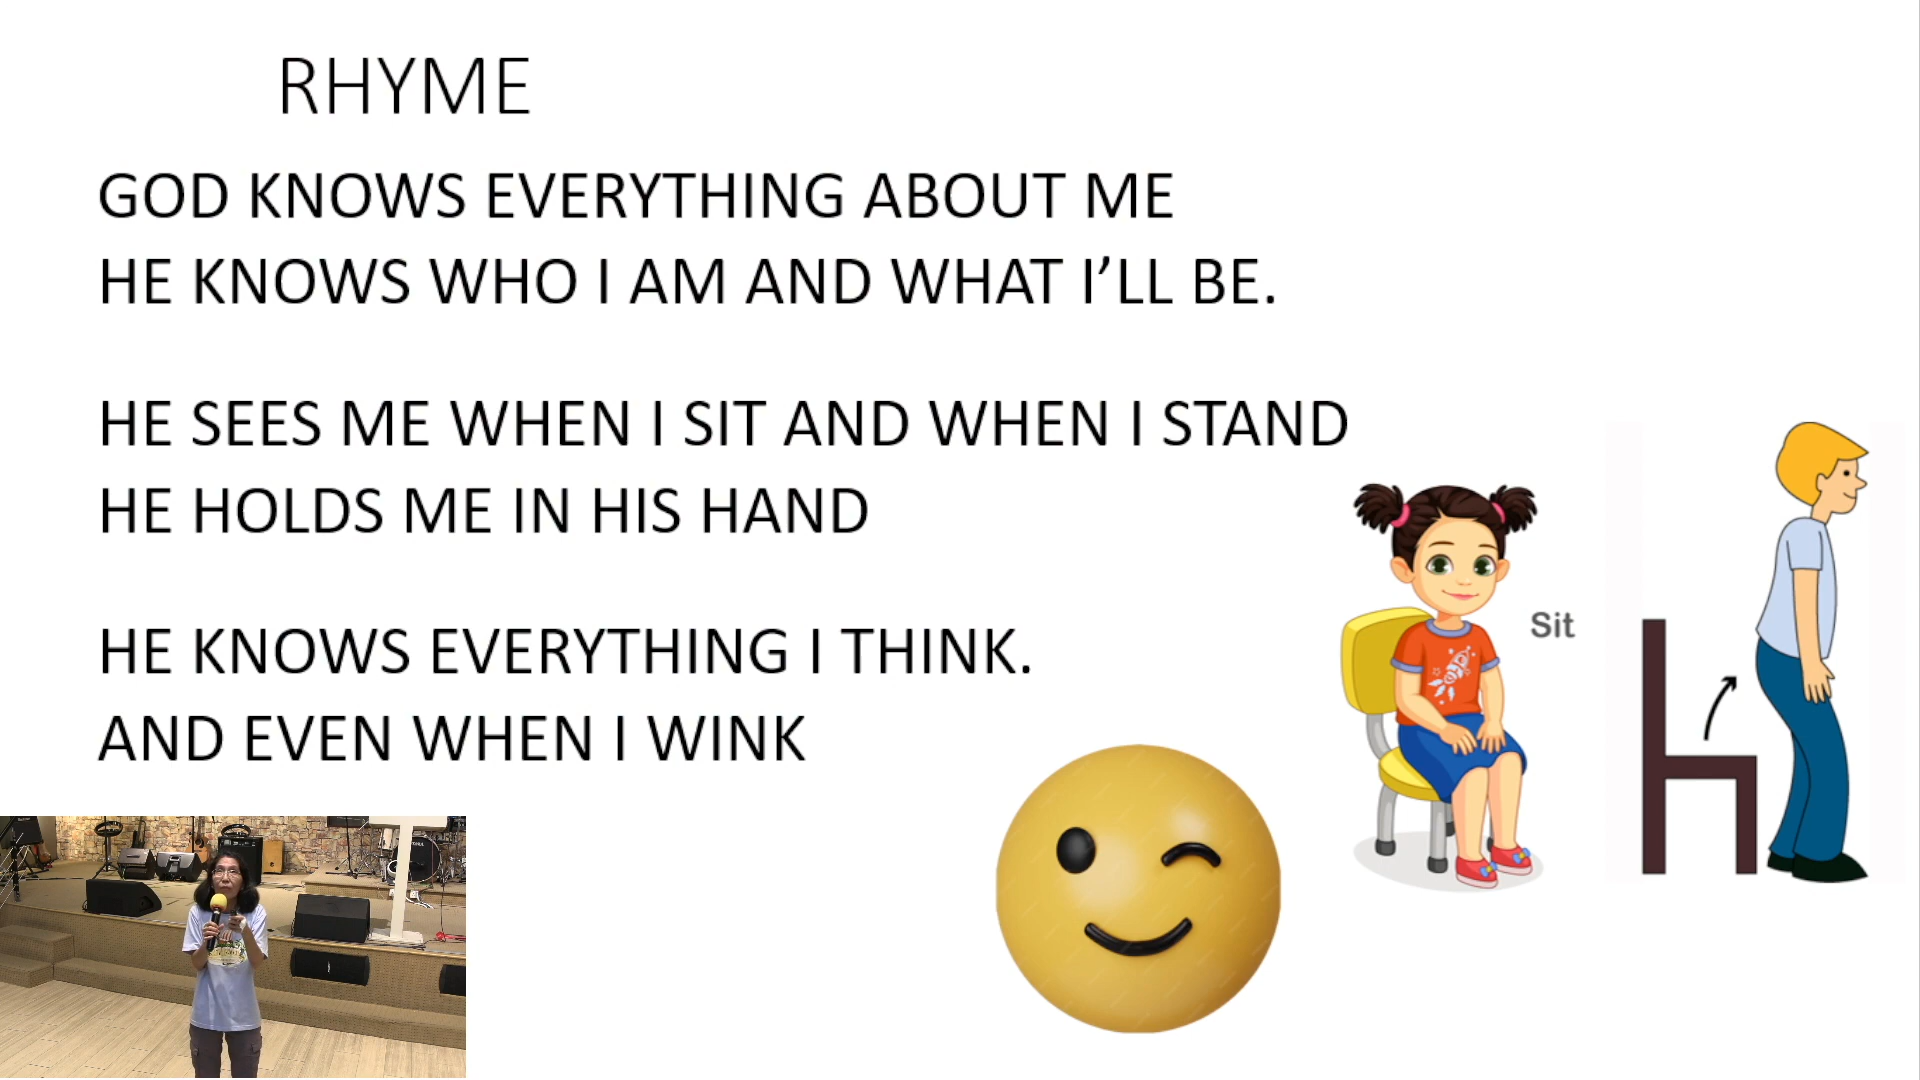 RHYME
GOD KNOWS EVERYTHING ABOUT ME
HE KNOWS WHO I AM AND WHAT I’LL BE.
HE SEES ME WHEN I SIT AND WHEN I STAND
HE HOLDS ME IN HIS HAND
HE KNOWS EVERYTHING I THINK.
AND EVEN WHEN I WINK
Sit